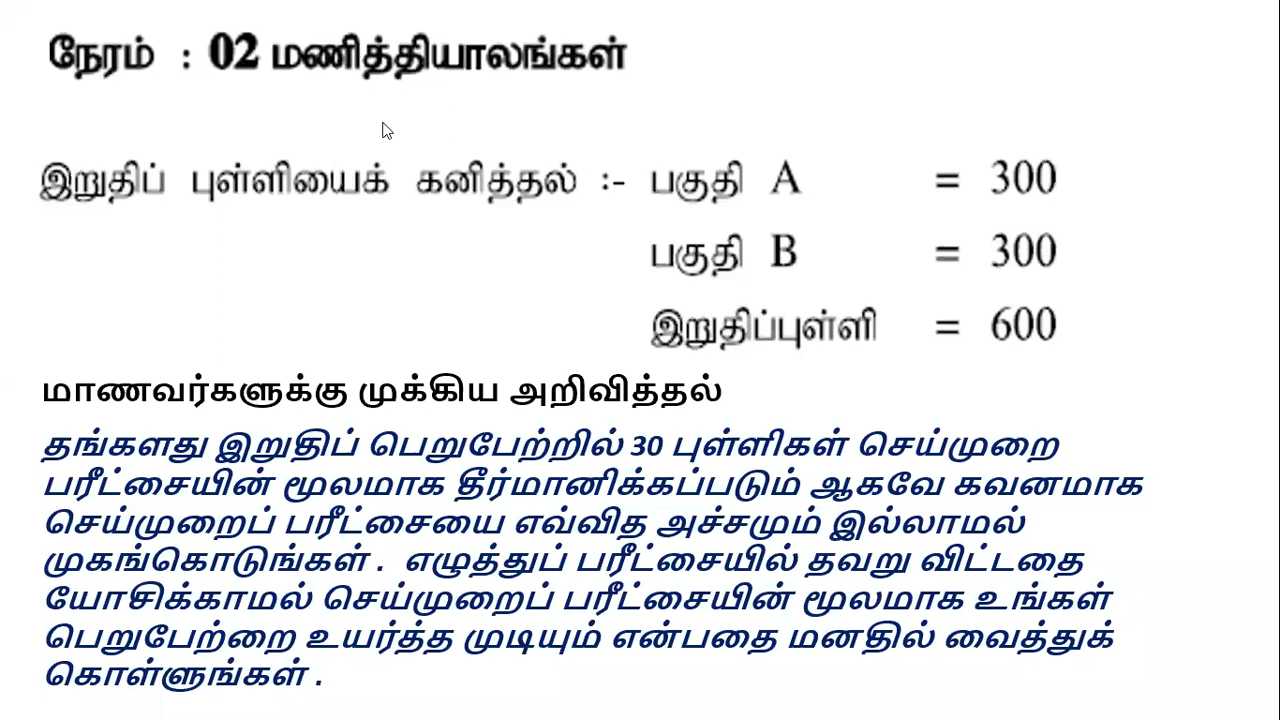 நேரம் : 02 மணித்தியாலங்கள்
இறுதிப் புள்ளியைக் கனித்தல் :- பகுதி A = 300
பகுதி B = 300
இறுதிப்புள்ளி = 600
மாணவர்களுக்கு முக்கிய அறிவித்தல்
தங்களது இறுதிப் பெறுபேற்றில் 30 புள்ளிகள் செய்முறை
பரீட்சையின் மூலமாக தீர்மானிக்கப்படும் ஆகவே கவனமாக
செய்முறைப் பரீட்சையை எவ்வித அச்சமும் இல்லாமல்
முகங்கொடுங்கள் . எழுத்துப் பரீட்சையில் தவறு விட்டதை
யோசிக்காமல் செய்முறைப் பரீட்சையின் மூலமாக உங்கள்
பெறுபேற்றை உயர்த்த முடியும் என்பதை மனதில் வைத்துக்
கொள்ளுங்கள் .